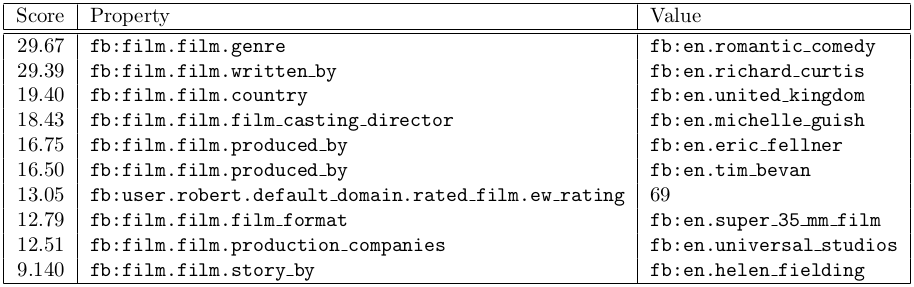 Score Property Value
29.67 fb:film.film.genre fb:en.romantic_comedy
29.39 fb:film.film.written_by fb:en.richard_curtis
19.40 fb:film.film.country fb:en.united_kingdom
18.43 fb:film.film.film_casting_director fb:en.michelle_guish
16.75 fb:film.film.produced_by fb:en.eric_fellner
16.50 fb:film.film.produced_by fb:en.tim_bevan
13.05 fb:user.robert.default_domain.rated_film.ew_rating 69
12.79 fb:film.film.film_format fb:en.super_35_mm_film
12.51 fb:film.film.production_companies fb:en.universal_studios
9.140 fb:film.film.story_by fb:en.helen_fielding